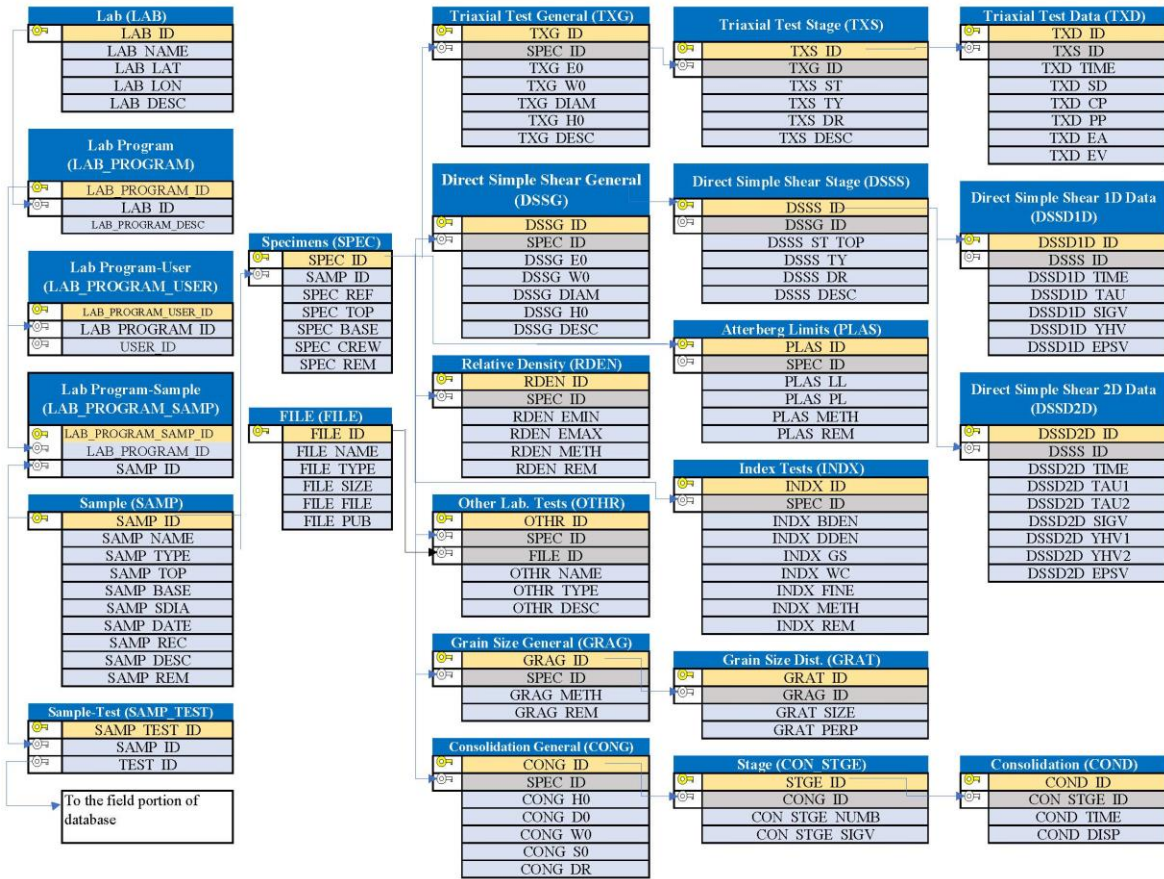 Lab (LAB)
LAB ID
LAB NAME
LAB LAT
LAB LON
LAB DESC
Lab Program
(LAB_PROGRAM)
LAB PROGRAM ID
LAB ID
LAB_PROGRAM_DESC
Lab Program-User
(LAB_PROGRAM_USER)
LAB_PROGRAM_USER_ID
LAB PROGRAM ID
USER ID
Lab Program-Sample
(LAB_PROGRAM_SAMP)
LAB_PROGRAM_SAMP_ID
LAB PROGRAM ID
SAMP ID
Sample (SAMP)
SAMP ID
SAMP NAME
SAMP TYPE
SAMP TOP
SAMP BASE
SAMP SDIA
SAMP DATE
SAMP REC
SAMP DESC
SAMP REM
Sample-Test (SAMP_TEST)
SAMP TEST ID
SAMP ID
TEST ID
To the field portion of
database
Specimens (SPEC)
SPEC ID
SAMP ID
SPEC REF
SPEC TOP
SPEC BASE
SPEC CREW
SPEC REM
FILE (FILE)
FILE ID
FILE NAME
FILE TYPE
FILE SIZE
FILE FILE
FILE PUB
Triaxial Test General (TXG)
TXG ID
SPEC ID
TXG E0
TXG W0
TXG DIAM
TXG H0
TXG DESC
Direct Simple Shear General
(DSSG)
DSSG ID
SPEC ID
DSSG E0
DSSG W0
DSSG DIAM
DSSG H0
DSSG DESC
Relative Density (RDEN)
RDEN ID
SPEC ID
RDEN EMIN
RDEN EMAX
RDEN METH
RDEN REM
Other Lab. Tests (OTHR)
OTHR ID
SPEC ID
FILE ID
OTHR NAME
OTHR TYPE
OTHR DESC
Grain Size General (GRAG)
GRAG ID
SPEC ID
GRAG METH
GRAG REM
Consolidation General (CONG)
CONG ID
SPEC ID
CONG H0
CONG D0
CONG W0
CONG S0
CONG DR
Triaxial Test Stage (TXS)
TXS ID
TXG ID
TXS ST
TXS TY
TXS DR
TXS DESC
Direct Simple Shear Stage (DSSS)
DSSS ID
DSSG ID
DSSS ST TOP
DSSS TY
DSSS DR
DSSS DESC
Atterberg Limits (PLAS)
PLAS ID
SPEC ID
PLAS LL
PLAS PL
PLAS METH
PLAS REM
Index Tests (INDX)
INDX ID
SPEC ID
INDX BDEN
INDX DDEN
INDX GS
INDX WC
INDX FINE
INDX METH
INDX REM
Grain Size Dist. (GRAT)
GRAT ID
GRAG ID
GRAT SIZE
GRAT PERP
Stage (CON_STGE)
STGE ID
CONG ID
CON STGE NUMB
CON STGE SIGV
Triaxial Test Data (TXD)
TXD ID
TXS ID
TXD TIME
TXD SD
TXD CP
TXD PP
TXD EA
TXD EV
Direct Simple Shear 1D Data
(DSSD1D)
DSSD1D ID
DSSS ID
DSSD1D TIME
DSSD1D TAU
DSSD1D SIGV
DSSD1D YHV
DSSD1D EPSV
Direct Simple Shear 2D Data
(DSSD2D)
DSSD2D ID
DSSS ID
DSSD2D TIME
DSSD2D TAU1
DSSD2D TAU2
DSSD2D SIGV
DSSD2D YHV1
DSSD2D YHV2
DSSD2D EPSV
Consolidation (COND)
COND ID
CON STGE ID
COND TIME
COND DISP